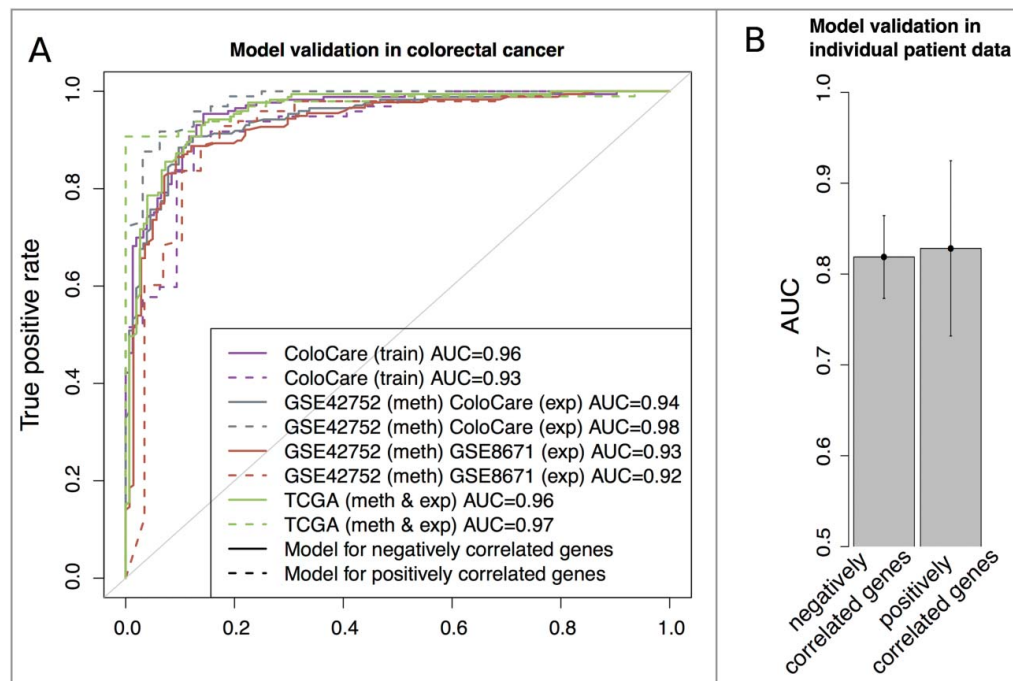 A
Model validation in colorectal cancer
True positive rate
1.0
0.8
0.6
0.4
0.2
0.0
ColoCare (train) AUC=0.96
ColoCare (train) AUC=0.93
GSE42752 (meth) ColoCare (exp) AUC=0.94
GSE42752 (meth) ColoCare (exp) AUC=0.98
GSE42752 (meth) GSE8671 (exp) AUC=0.93
GSE42752 (meth) GSE8671 (exp) AUC=0.92
TCGA (meth & exp) AUC=0.96
TCGA (meth & exp) AUC=0.97
Model for negatively correlated genes
Model for positively correlated genes
0.0 0.2 0.4 0.6 0.8 1.0
B
Model validation in
individual patient data
AUC
1.0
0.9
0.8
0.7
0.6
0.5
negatively
correlated genes
positively
correlated genes